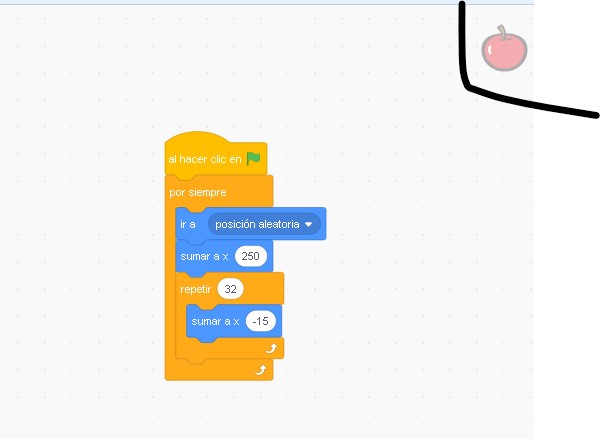 al hacer clic en
por siempre
ir a posición aleatoria
sumar a x 250
repetir 32
sumar a x -15